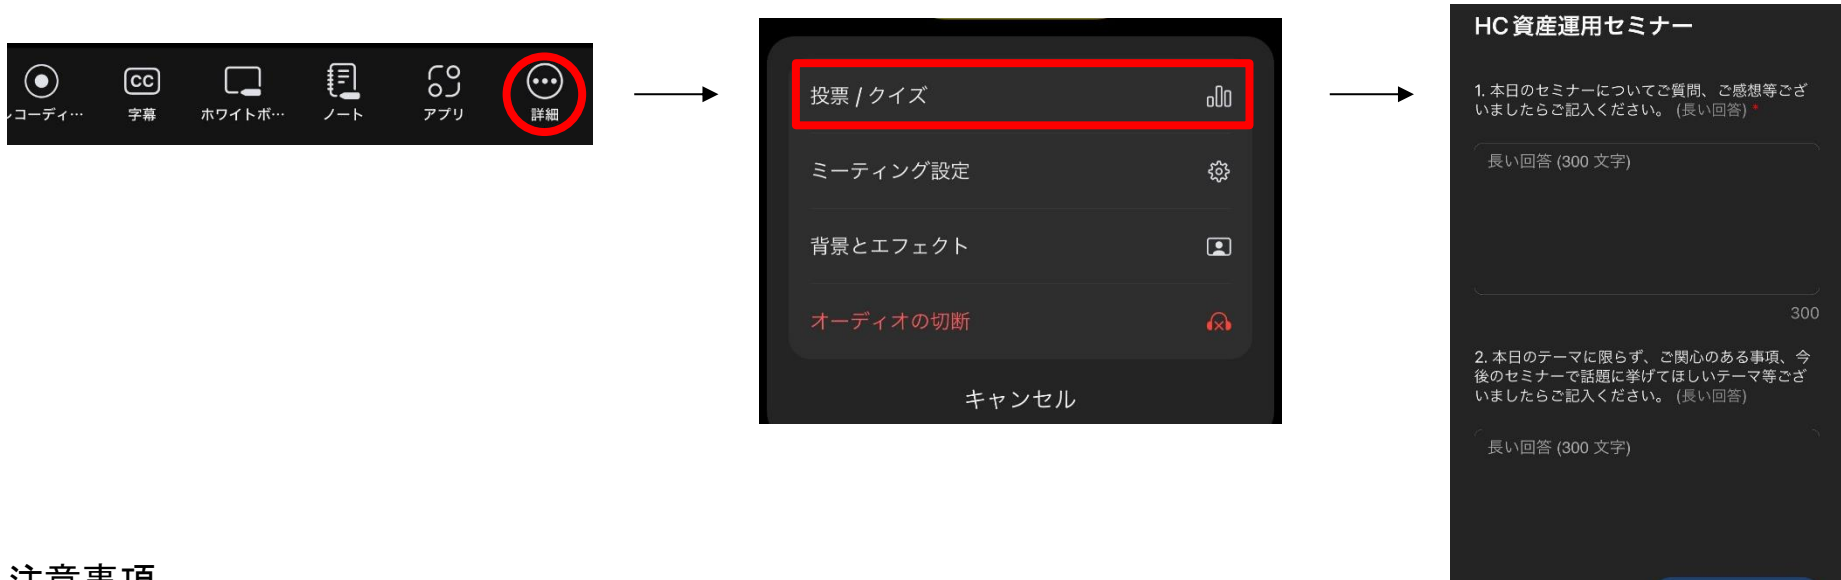 レコーディ…
字幕
ホワイトボ…
ノート
アプリ
詳細
CC
投票 / クイズ
ミーティング設定
背景とエフェクト
オーディオの切断
キャンセル
HC 資産運用セミナー
1. 本日のセミナーについてご質問、ご感想等ござ
いましたらご記入ください。 (長い回答) *
長い回答 (300 文字)
300
2. 本日のテーマに限らず、ご関心のある事項、今
後のセミナーで話題に挙げてほしいテーマ等ござ
いましたらご記入ください。 (長い回答)
長い回答 (300 文字)
注意事項